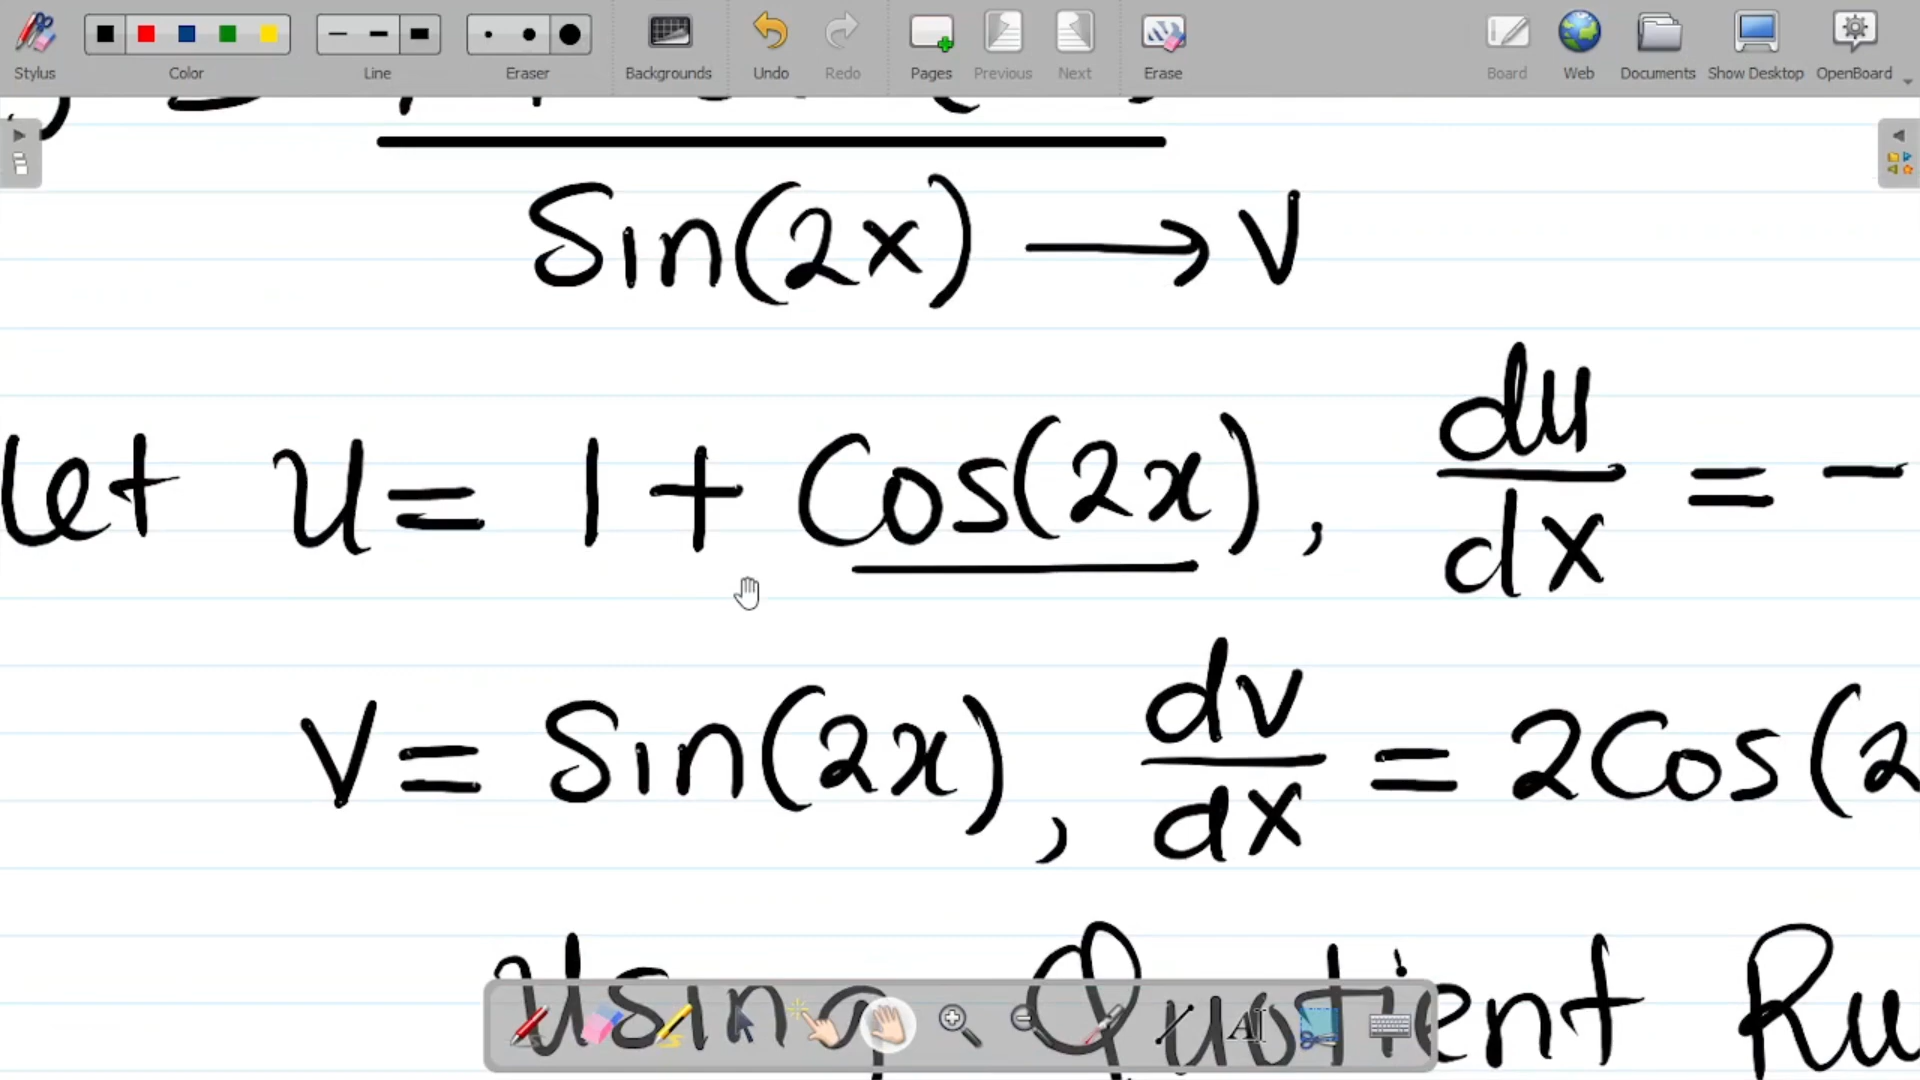 Stylus Color Line Eraser Backgrounds Undo Redo Pages Previous Next Erase Board Web Documents Show Desktop OpenBoard
Sin(2x) → V
Let u = 1 + Cos(2x), du/dx = -
V = Sin(2x), dv/dx = 2Cos(2
Using Quotient Ru